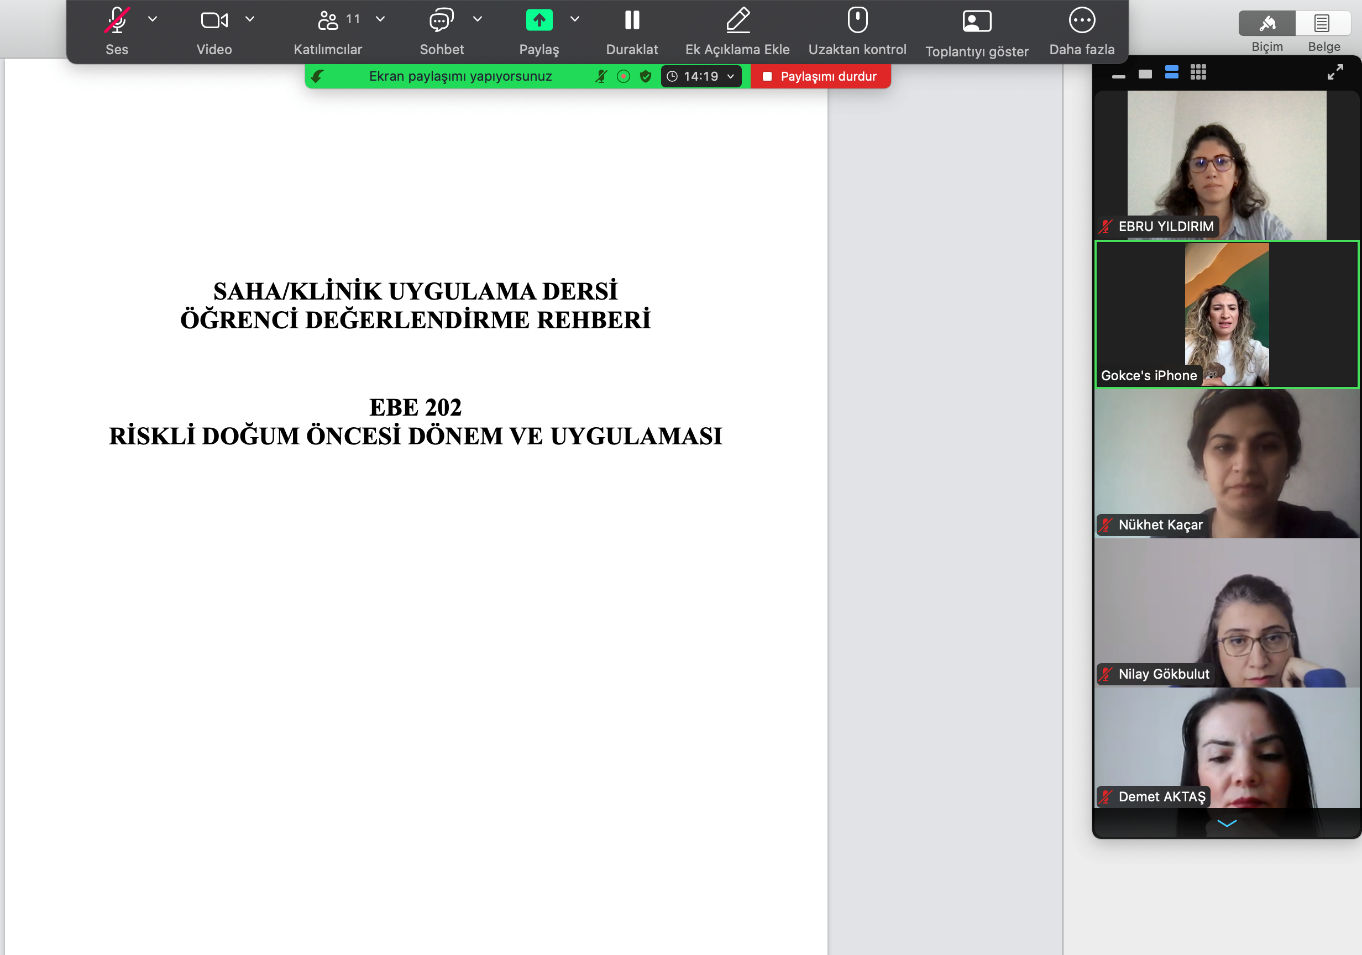 Ses
Video
11
Katılımcılar
Sohbet
Paylaş
Duraklat
Ek Açıklama Ekle
Uzaktan kontrol
Toplantıyı göster
Daha fazla
Biçim
Belge
Ekran paylaşımı yapıyorsunuz
14:19
Paylaşımı durdur
SAHA/KLİNİK UYGULAMA DERSİ
ÖĞRENCİ DEĞERLENDİRME REHBERİ
EBE 202
RİSKLİ DOĞUM ÖNCESİ DÖNEM VE UYGULAMASI
EBRU YILDIRIM
Gokce's iPhone
Nükhet Kaçar
Nilay Gökbulut
Demet AKTAŞ